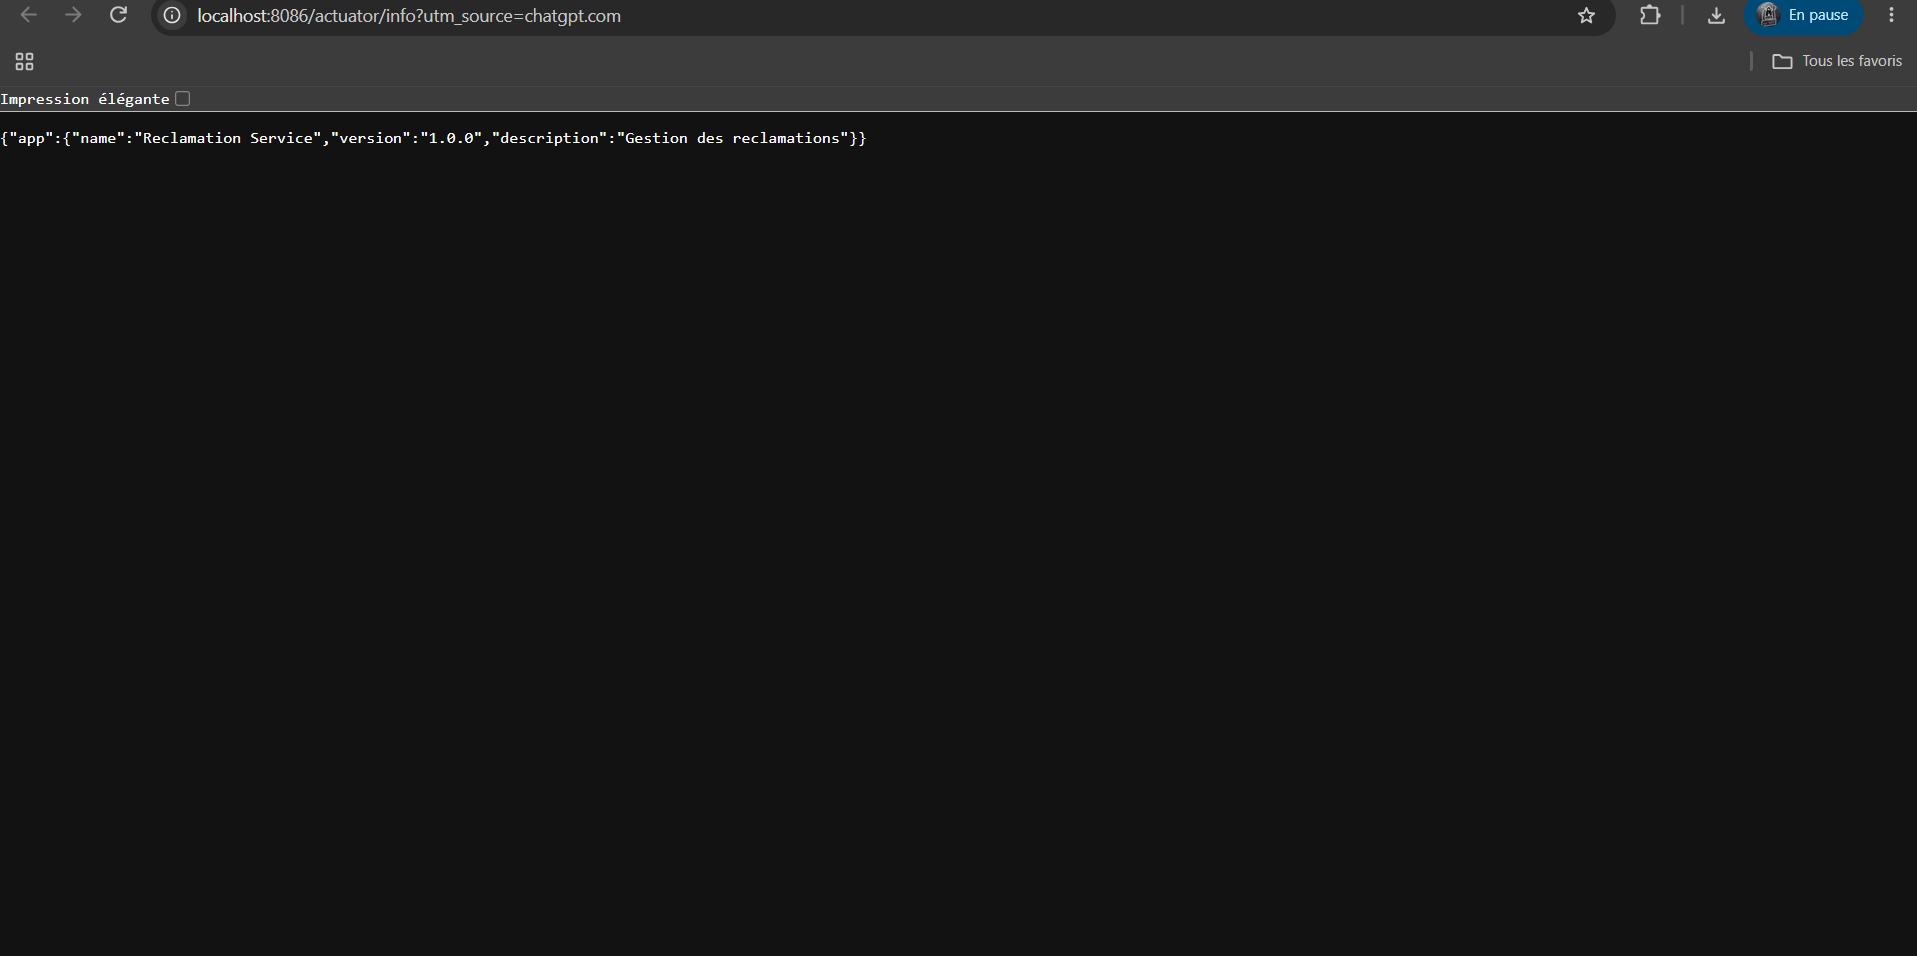 localhost:8086/actuator/info?utm_source=chatgpt.com
En pause
Tous les favoris
Impression élégante
{"app":{"name":"Reclamation Service","version":"1.0.0","description":"Gestion des reclamations"}}